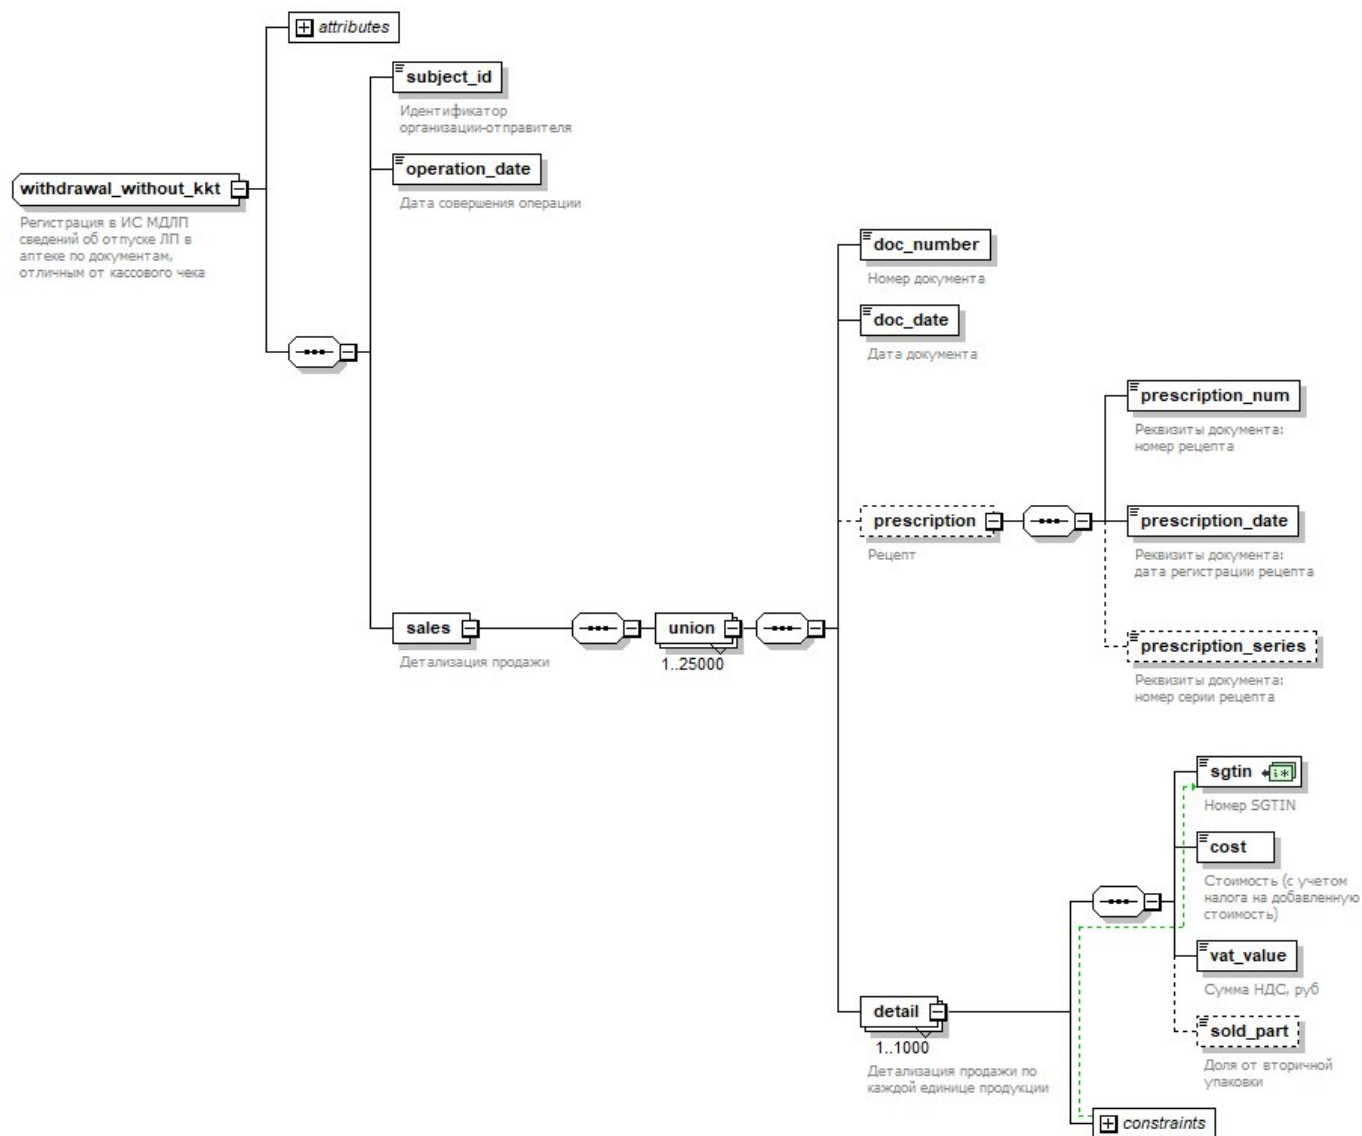 attributes
subject_id
Идентификатор
организации-отправителя
operation_date
Дата совершения операции
withdrawal_without_kkt
Регистрация в ИС МДЛП
сведений об отпуске ЛП в
аптеке по документам,
отличным от кассового чека
doc_number
Номер документа
doc_date
Дата документа
prescription_num
Реквизиты документа:
номер рецепта
prescription
Рецепт
prescription_date
Реквизиты документа:
дата регистрации рецепта
sales
Детализация продажи
union
1..25000
prescription_series
Реквизиты документа:
номер серии рецепта
sgtin
Номер SGTIN
cost
Стоимость (с учетом
налога на добавленную
стоимость)
vat_value
Сумма НДС, руб
detail
1..1000
Детализация продажи по
каждой единице продукции
sold_part
Доля от вторичной
упаковки
constraints